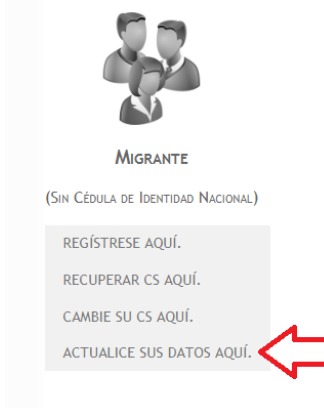 MIGRANTE
(SIN CÉDULA DE IDENTIDAD NACIONAL)
REGÍSTRESE AQUÍ.
RECUPERAR CS AQUÍ.
CAMBIE SU CS AQUÍ.
ACTUALICE SUS DATOS AQUÍ.